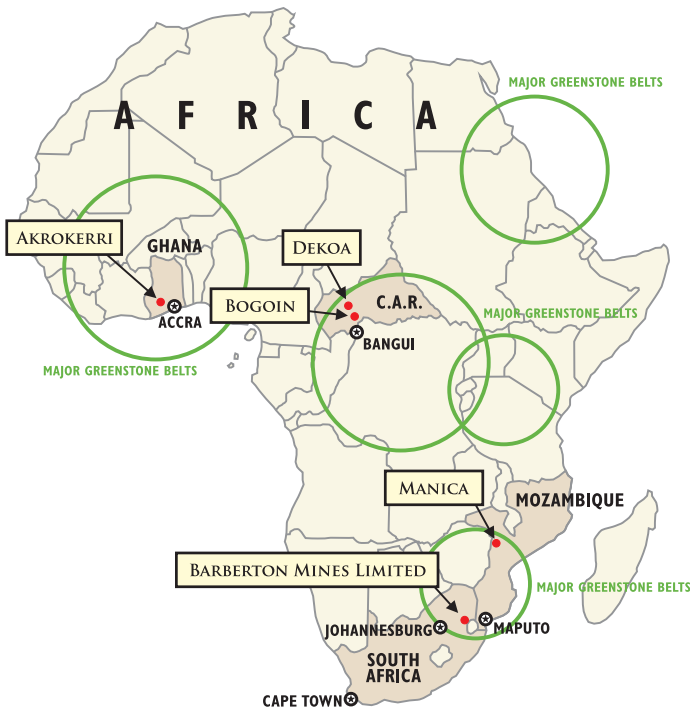 MAJOR GREENSTONE BELTS
AFRICA
AKROKERRI
GHANA
DEKOA
BOGOIN
C.A.R.
ACCRA
MAJOR GREENSTONE BELTS
BANGUI
MAJOR GREENSTONE BELTS
MANICA
MOZAMBIQUE
BARBERTON MINES LIMITED
MAJOR GREENSTONE BELTS
JOHANNESBURG
MAPUTO
SOUTH
AFRICA
CAPE TOWN